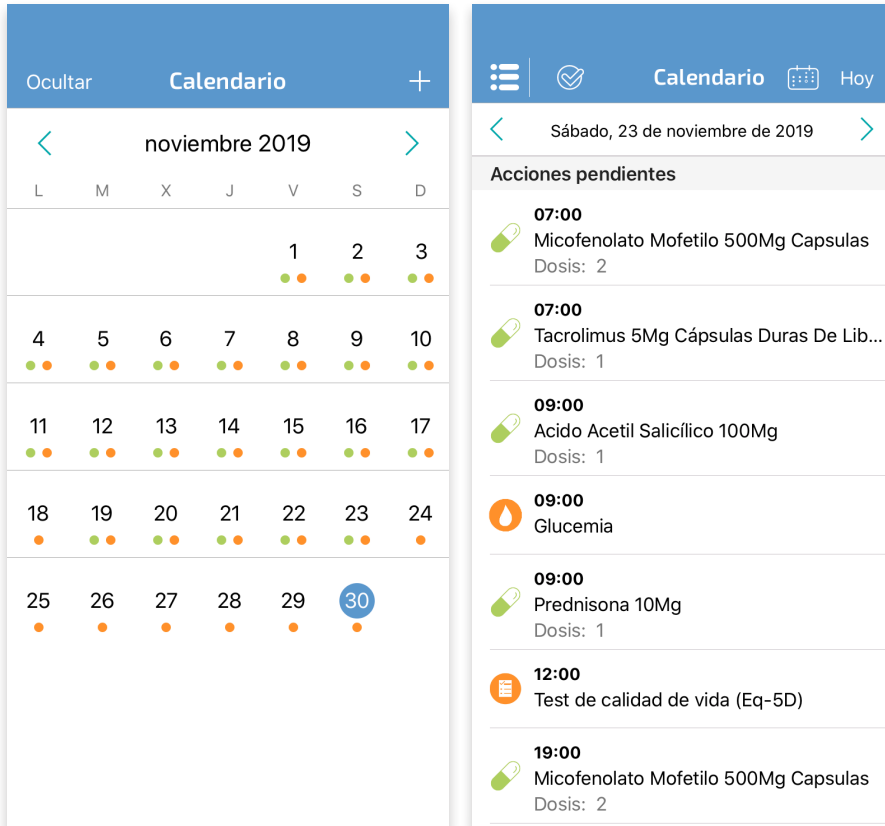 Ocultar Calendario
noviembre 2019
L M X J V S D
1 2 3
4 5 6 7 8 9 10
11 12 13 14 15 16 17
18 19 20 21 22 23 24
25 26 27 28 29 30
Calendario Hoy
Sábado, 23 de noviembre de 2019
Acciones pendientes
07:00
Micofenolato Mofetilo 500Mg Capsulas
Dosis: 2
07:00
Tacrolimus 5Mg Cápsulas Duras De Lib...
Dosis: 1
09:00
Acido Acetil Salicílico 100Mg
Dosis: 1
09:00
Glucemia
09:00
Prednisona 10Mg
Dosis: 1
12:00
Test de calidad de vida (Eq-5D)
19:00
Micofenolato Mofetilo 500Mg Capsulas
Dosis: 2